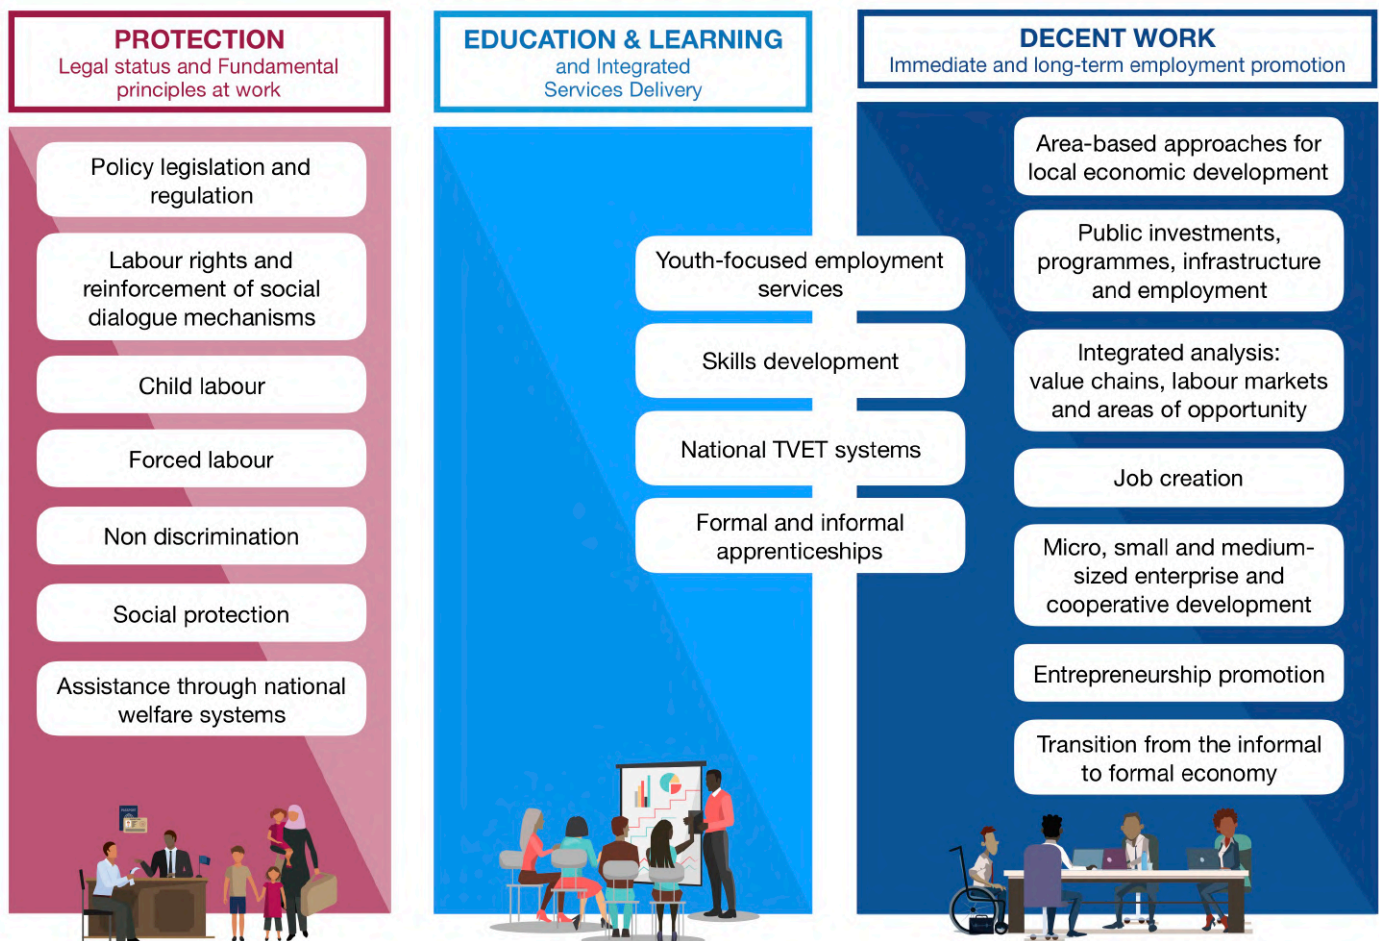 PROTECTION
Legal status and Fundamental
principles at work
Policy legislation and
regulation
Labour rights and
reinforcement of social
dialogue mechanisms
Child labour
Forced labour
Non discrimination
Social protection
Assistance through national
welfare systems
EDUCATION & LEARNING
and Integrated
Services Delivery
Youth-focused employment
services
Skills development
National TVET systems
Formal and informal
apprenticeships
DECENT WORK
Immediate and long-term employment promotion
Area-based approaches for
local economic development
Public investments,
programmes, infrastructure
and employment
Integrated analysis:
value chains, labour markets
and areas of opportunity
Job creation
Micro, small and medium-
sized enterprise and
cooperative development
Entrepreneurship promotion
Transition from the informal
to formal economy